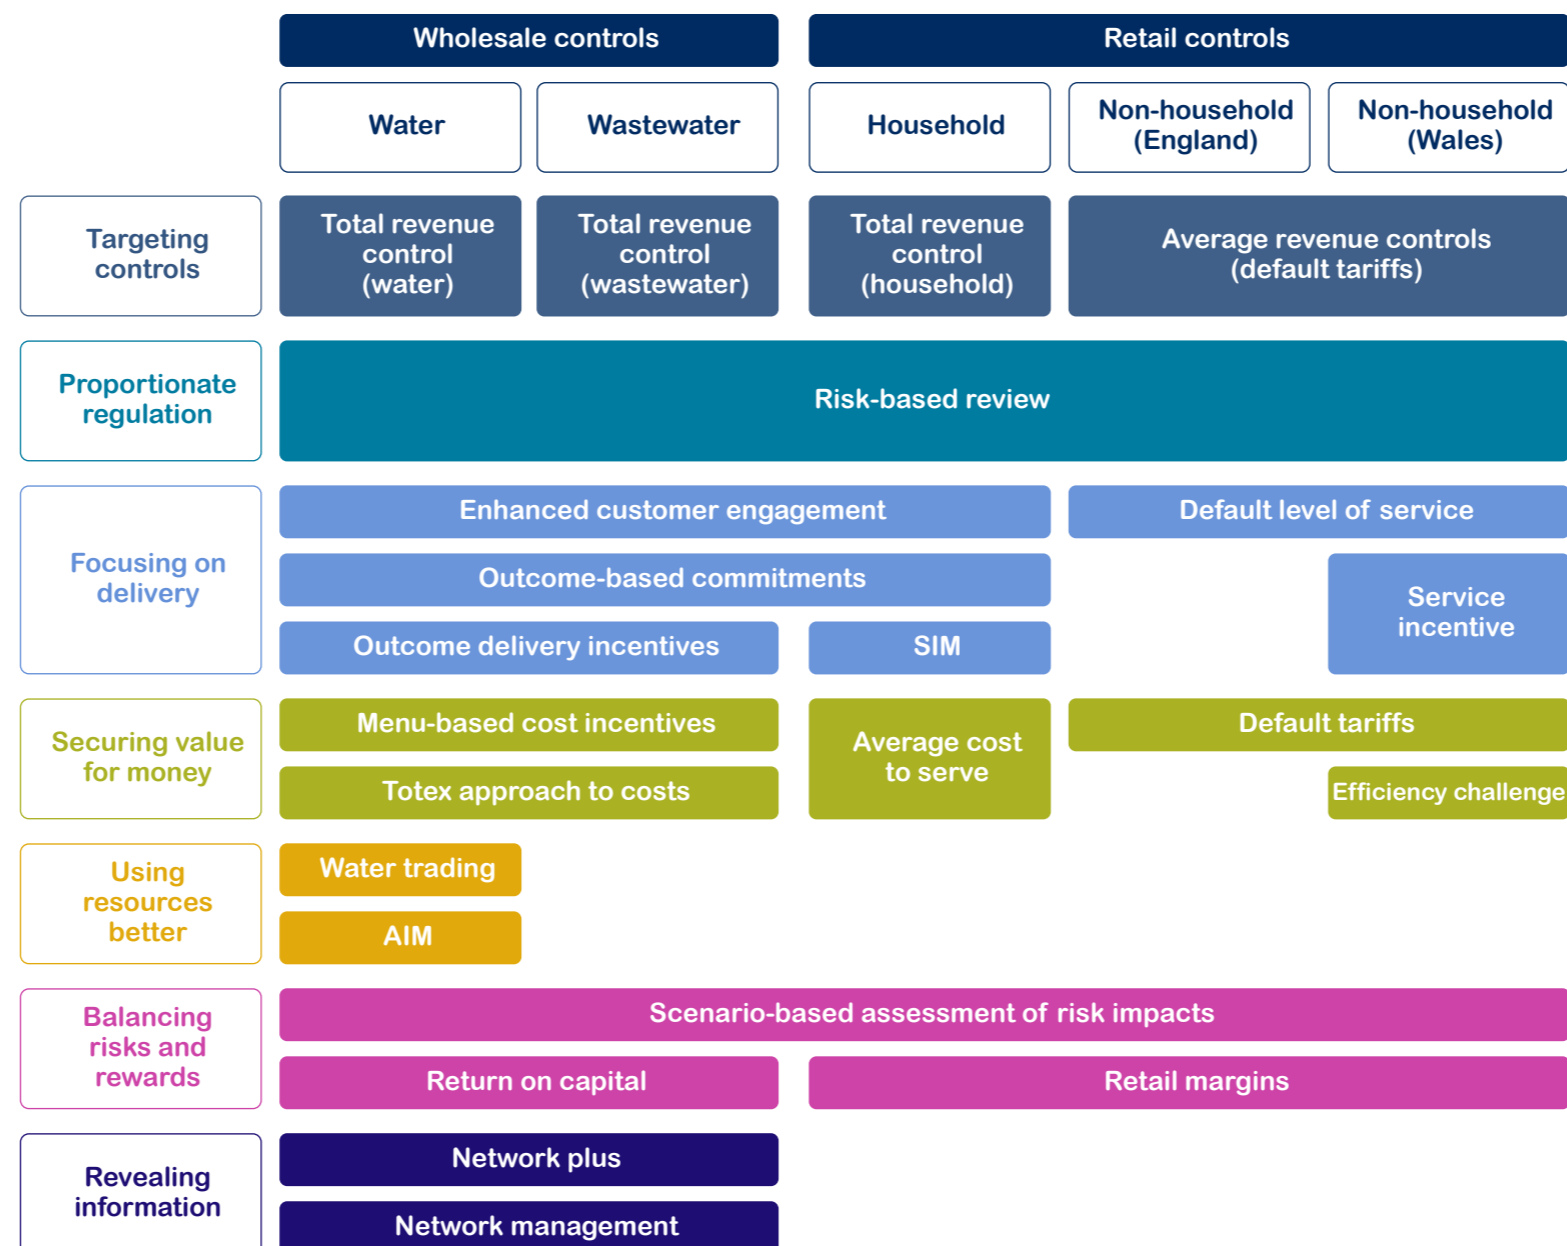 Wholesale controls
Retail controls
Water
Wastewater
Household
Non-household
(England)
Non-household
(Wales)
Targeting
controls
Total revenue
control
(water)
Total revenue
control
(wastewater)
Total revenue
control
(household)
Average revenue controls
(default tariffs)
Proportionate
regulation
Risk-based review
Focusing on
delivery
Enhanced customer engagement
Default level of service
Outcome-based commitments
Service
incentive
Outcome delivery incentives
SIM
Securing value
for money
Menu-based cost incentives
Average cost
to serve
Default tariffs
Totex approach to costs
Efficiency challenge
Using
resources
better
Water trading
AIM
Balancing
risks and
rewards
Scenario-based assessment of risk impacts
Return on capital
Retail margins
Revealing
information
Network plus
Network management